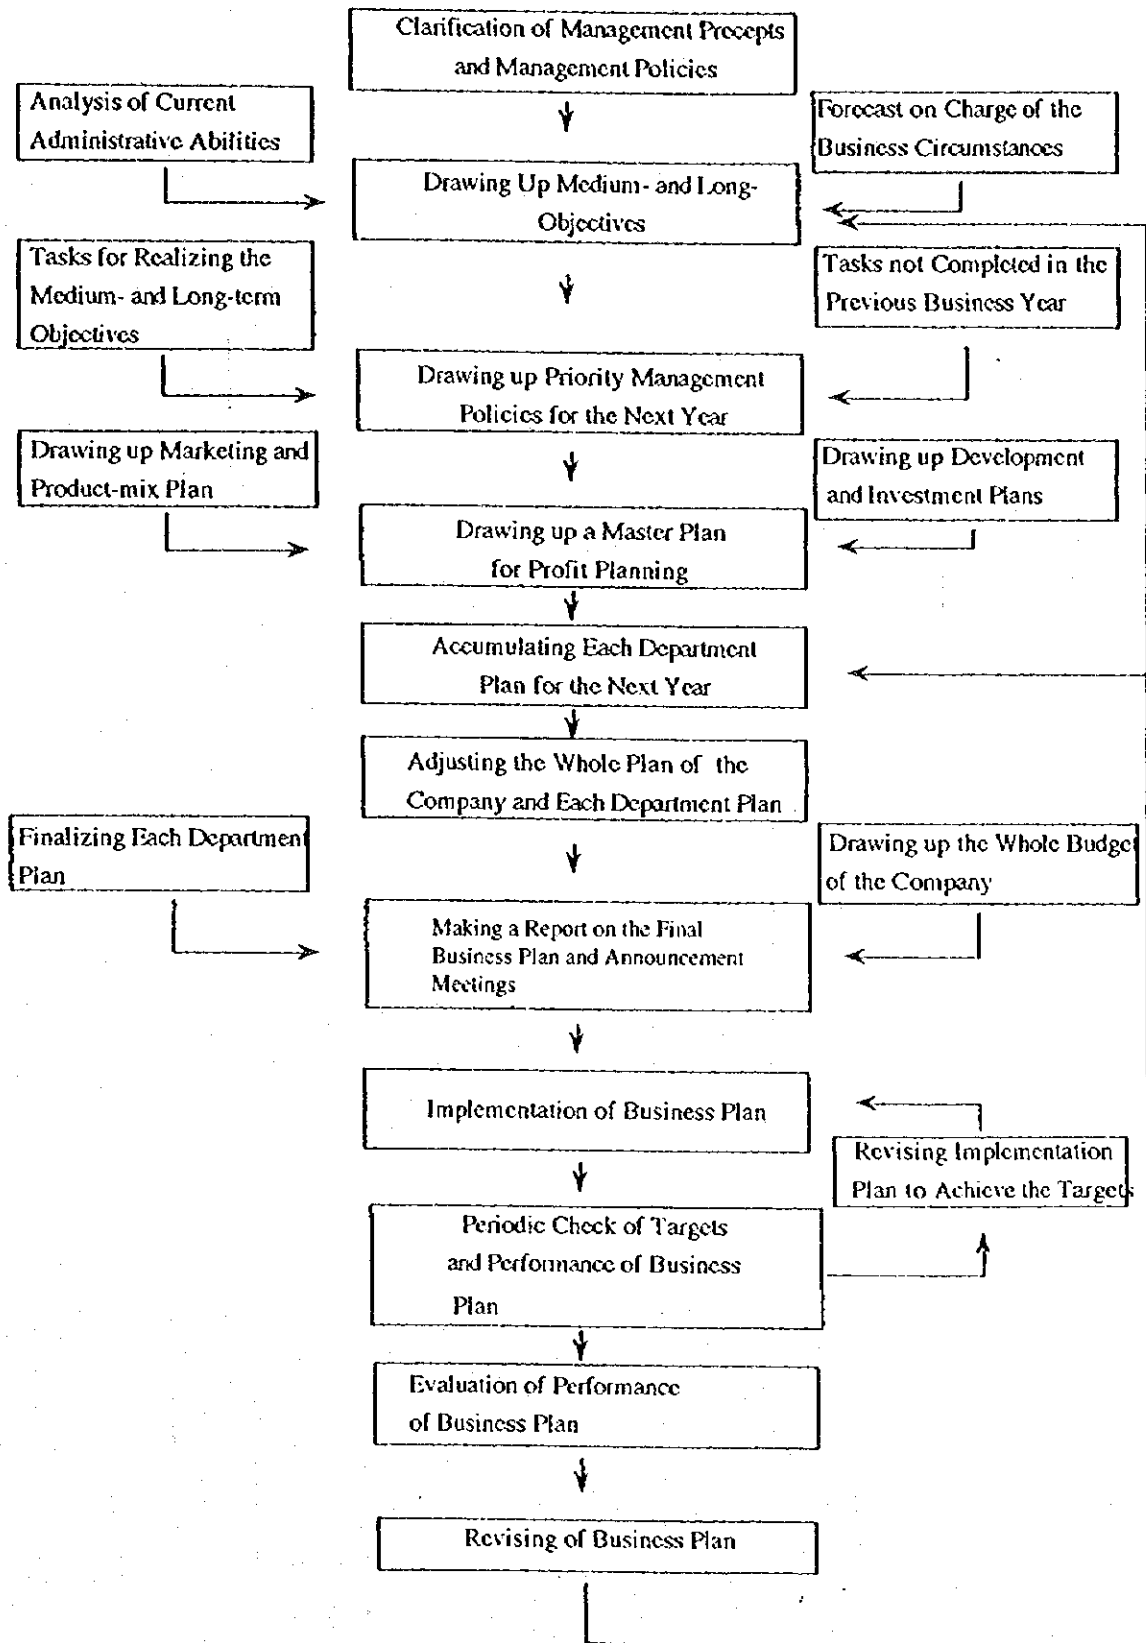 Clarification of Management Precepts
and Management Policies
Analysis of Current
Administrative Abilities
Forecast on Charge of the
Business Circumstances
Drawing Up Medium- and Long-
Objectives
Tasks for Realizing the
Medium- and Long-term
Objectives
Tasks not Completed in the
Previous Business Year
Drawing up Priority Management
Policies for the Next Year
Drawing up Marketing and
Product-mix Plan
Drawing up Development
and Investment Plans
Drawing up a Master Plan
for Profit Planning
Accumulating Each Department
Plan for the Next Year
Adjusting the Whole Plan of the
Company and Each Department Plan
Finalizing Each Department
Plan
Drawing up the Whole Budget
of the Company
Making a Report on the Final
Business Plan and Announcement
Meetings
Implementation of Business Plan
Revising Implementation
Plan to Achieve the Targets
Periodic Check of Targets
and Performance of Business
Plan
Evaluation of Performance
of Business Plan
Revising of Business Plan